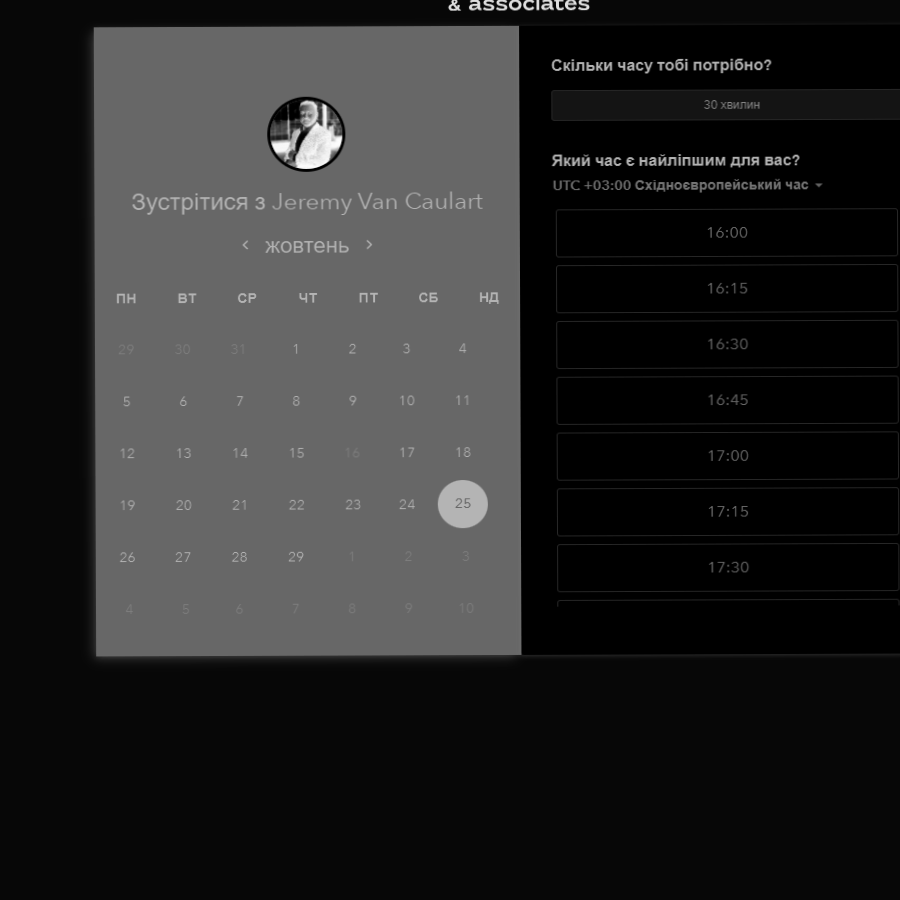 & associates
Зустрітися з Jeremy Van Caulart
жовтень
ПН ВТ СР ЧТ ПТ СБ НД
29 30 31 1 2 3 4
5 6 7 8 9 10 11
12 13 14 15 16 17 18
19 20 21 22 23 24 25
26 27 28 29 1 2 3
4 5 6 7 8 9 10
Скільки часу тобі потрібно?
30 хвилин
Який час є найліпшим для вас?
UTC +03:00 Східноєвропейський час
16:00
16:15
16:30
16:45
17:00
17:15
17:30